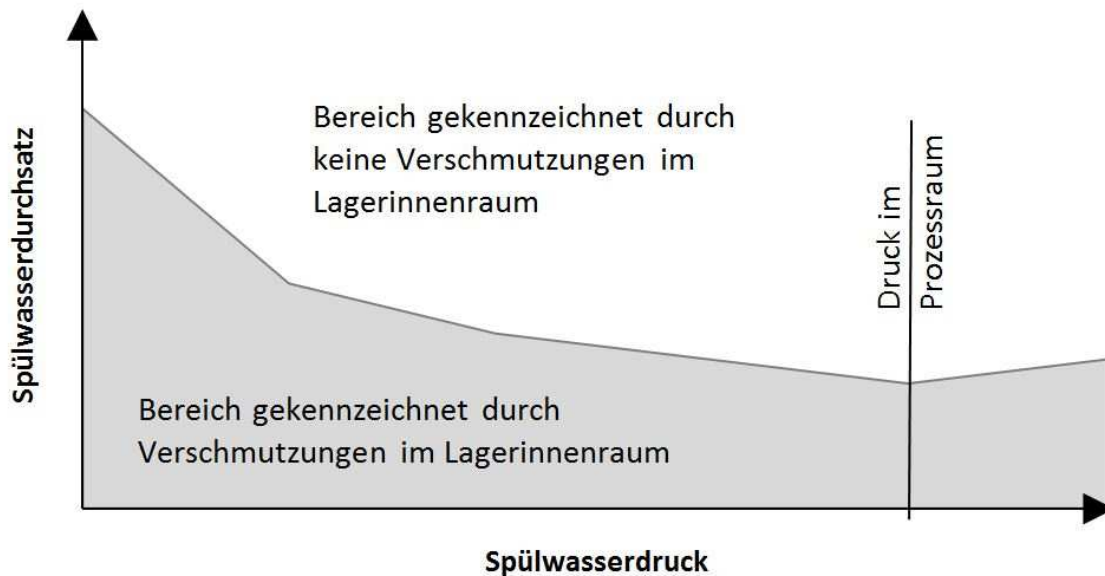 Bereich gekennzeichnet durch
keine Verschmutzungen im
Lagerinnenraum
Druck im
Prozessraum
Spülwasserdurchsatz
Bereich gekennzeichnet durch
Verschmutzungen im Lagerinnenraum
Spülwasserdruck